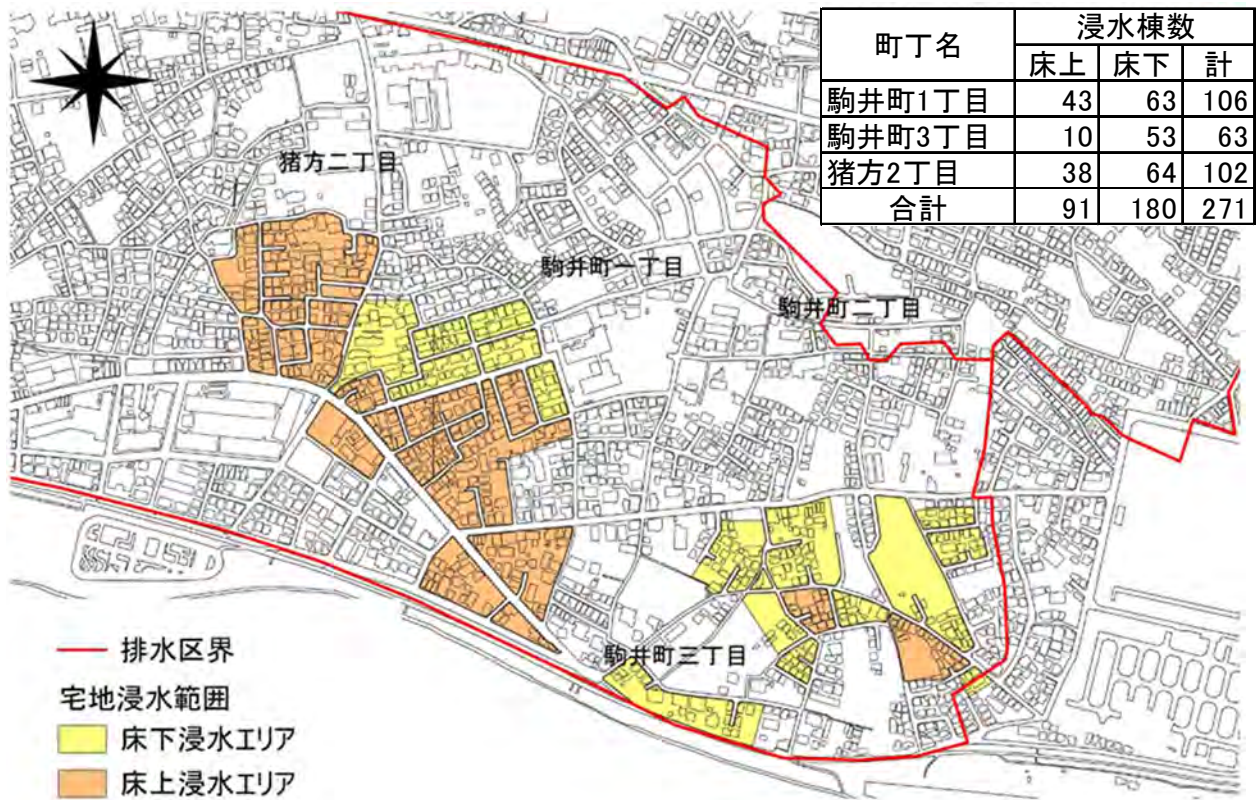 町丁名 浸水棟数
床上 床下 計
駒井町1丁目 43 63 106
駒井町3丁目 10 53 63
猪方2丁目 38 64 102
合計 91 180 271
猪方二丁目
駒井町一丁目
駒井町二丁目
駒井町三丁目
排水区界
宅地浸水範囲
床下浸水エリア
床上浸水エリア